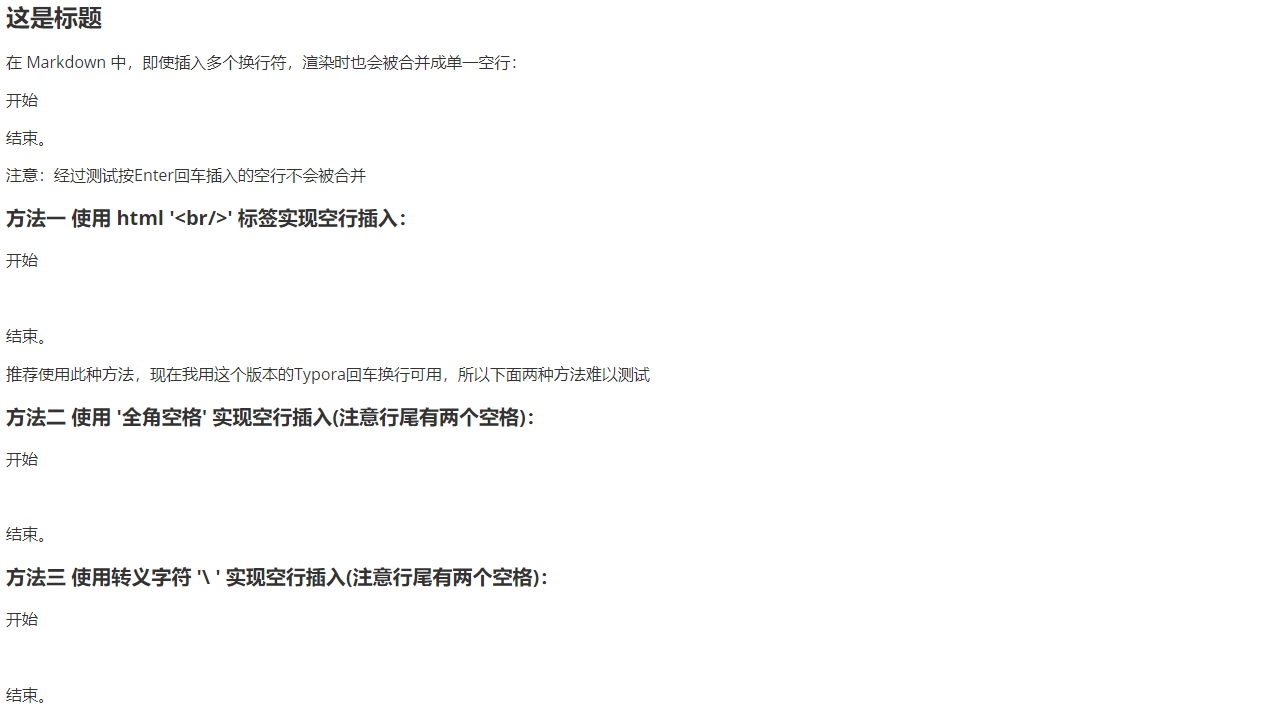 这是标题
在 Markdown 中，即使插入多个换行符，渲染时也会被合并成单一空行：
开始
结束。
注意：经过测试按Enter回车插入的空行不会被合并
方法一 使用 html '<br/>' 标签实现空行插入：
开始
结束。
推荐使用此种方法，现在我用这个版本的Typora回车换行可用，所以下面两种方法难以测试
方法二 使用 '全角空格' 实现空行插入(注意行尾有两个空格)：
开始
结束。
方法三 使用转义字符 '\ ' 实现空行插入(注意行尾有两个空格)：
开始
结束。